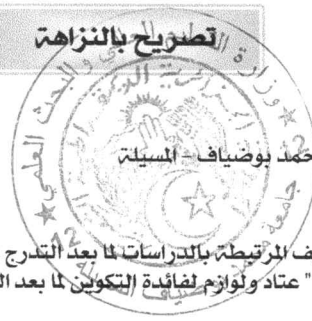 تصريح بالنزاهة
حمد بوضياف - المسيلة
ف المرتبطة بالدراسات لما بعد التدرج
" عتاد ولوازم لفائدة التكوين لما بعد ال